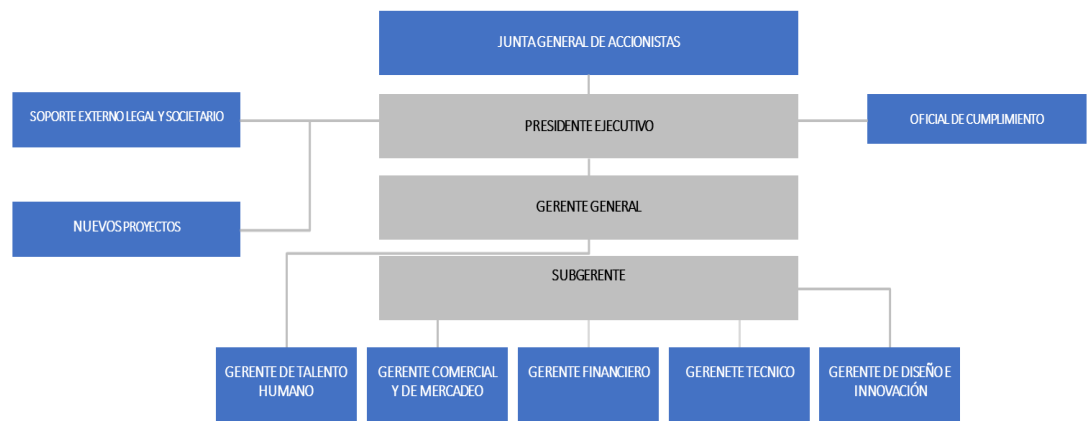 JUNTA GENERAL DE ACCIONISTAS
SOPORTE EXTERNO LEGAL Y SOCIETARIO
PRESIDENTE EJECUTIVO
OFICIAL DE CUMPLIMIENTO
NUEVOS PROYECTOS
GERENTE GENERAL
SUBGERENTE
GERENTE DE TALENTO
HUMANO
GERENTE COMERCIAL
Y DE MERCADEO
GERENTE FINANCIERO
GERENETE TECNICO
GERENTE DE DISEÑO E
INNOVACIÓN